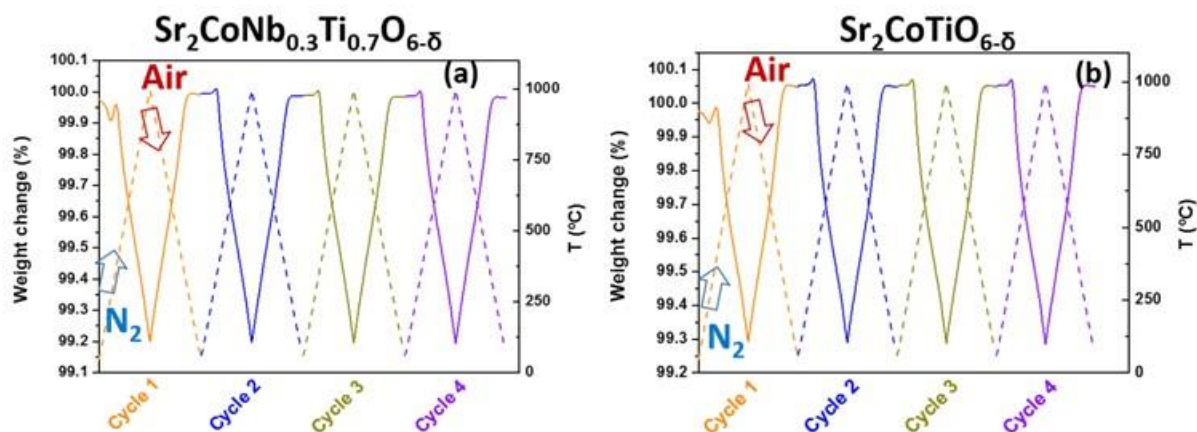 Sr₂CoNb₀.₃Ti₀.₇O₆₋δ
Weight change (%)
100.1
100.0
99.9
99.8
99.7
99.6
99.5
99.4
99.3
99.2
99.1
Air
(a)
N₂
1000
750
500
250
0
T (°C)
Cycle 1
Cycle 2
Cycle 3
Cycle 4
Sr₂CoTiO₆₋δ
Weight change (%)
100.1
100.0
99.9
99.8
99.7
99.6
99.5
99.4
99.3
99.2
Air
(b)
N₂
1000
750
500
250
0
T (°C)
Cycle 1
Cycle 2
Cycle 3
Cycle 4